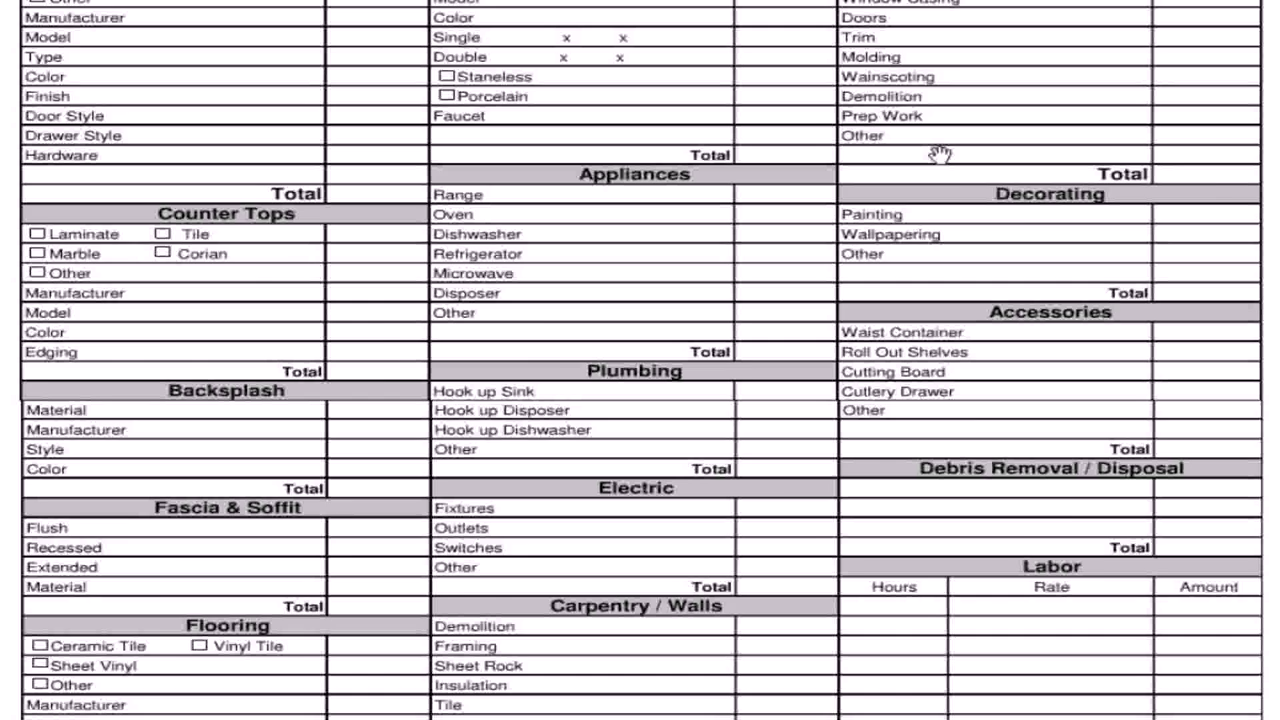 Other
Manufacturer
Model
Type
Color
Finish
Door Style
Drawer Style
Hardware
Total
Counter Tops
Laminate Tile
Marble Corian
Other
Manufacturer
Model
Color
Edging
Total
Backsplash
Material
Manufacturer
Style
Color
Total
Fascia & Soffit
Flush
Recessed
Extended
Material
Total
Flooring
Ceramic Tile Vinyl Tile
Sheet Vinyl
Other
Manufacturer
Model
Color
Single x x
Double x x
Staneless
Porcelain
Faucet
Total
Appliances
Range
Oven
Dishwasher
Refrigerator
Microwave
Disposer
Other
Total
Plumbing
Hook up Sink
Hook up Disposer
Hook up Dishwasher
Other
Total
Electric
Fixtures
Outlets
Switches
Other
Total
Carpentry / Walls
Demolition
Framing
Sheet Rock
Insulation
Tile
Window Casing
Doors
Trim
Molding
Wainscoting
Demolition
Prep Work
Other
Total
Decorating
Painting
Wallpapering
Other
Total
Accessories
Waist Container
Roll Out Shelves
Cutting Board
Cutlery Drawer
Other
Total
Debris Removal / Disposal
Total
Labor
Hours Rate Amount